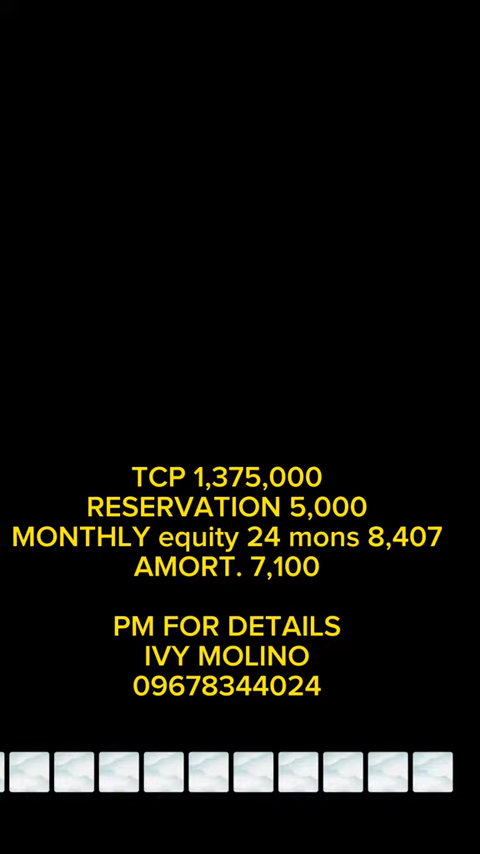 TCP 1,375,000
RESERVATION 5,000
MONTHLY equity 24 mons 8,407
AMORT. 7,100
PM FOR DETAILS
IVY MOLINO
09678344024